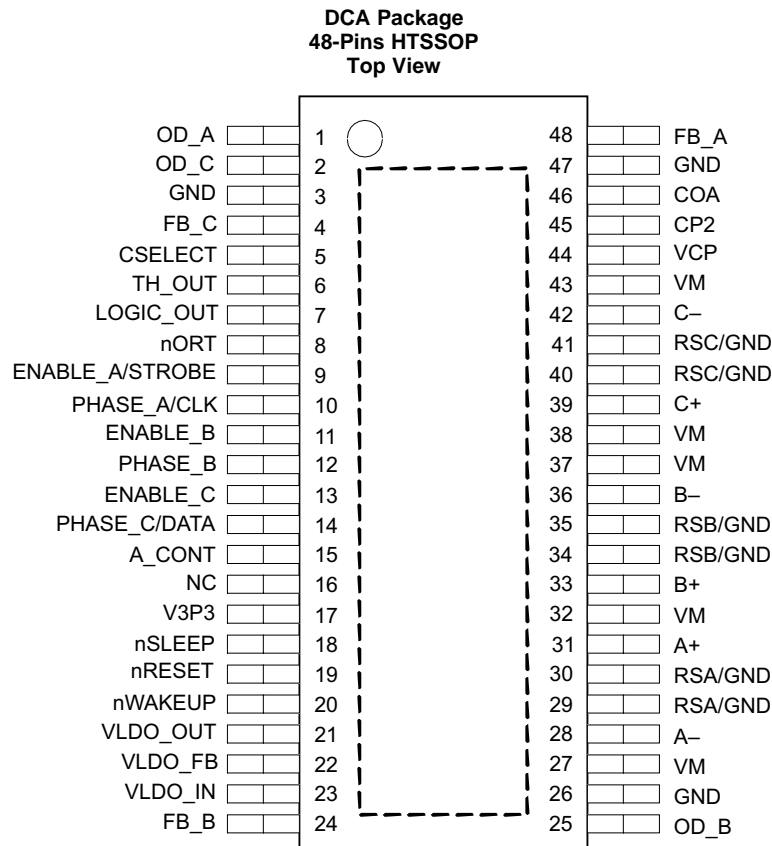 DCA Package
48-Pins HTSSOP
Top View
OD_A 1 48 FB_A
OD_C 2 47 GND
GND 3 46 COA
FB_C 4 45 CP2
CSELECT 5 44 VCP
TH_OUT 6 43 VM
LOGIC_OUT 7 42 C–
nORT 8 41 RSC/GND
ENABLE_A/STROBE 9 40 RSC/GND
PHASE_A/CLK 10 39 C+
ENABLE_B 11 38 VM
PHASE_B 12 37 VM
ENABLE_C 13 36 B–
PHASE_C/DATA 14 35 RSB/GND
A_CONT 15 34 RSB/GND
NC 16 33 B+
V3P3 17 32 VM
nSLEEP 18 31 A+
nRESET 19 30 RSA/GND
nWAKEUP 20 29 RSA/GND
VLDO_OUT 21 28 A–
VLDO_FB 22 27 VM
VLDO_IN 23 26 GND
FB_B 24 25 OD_B